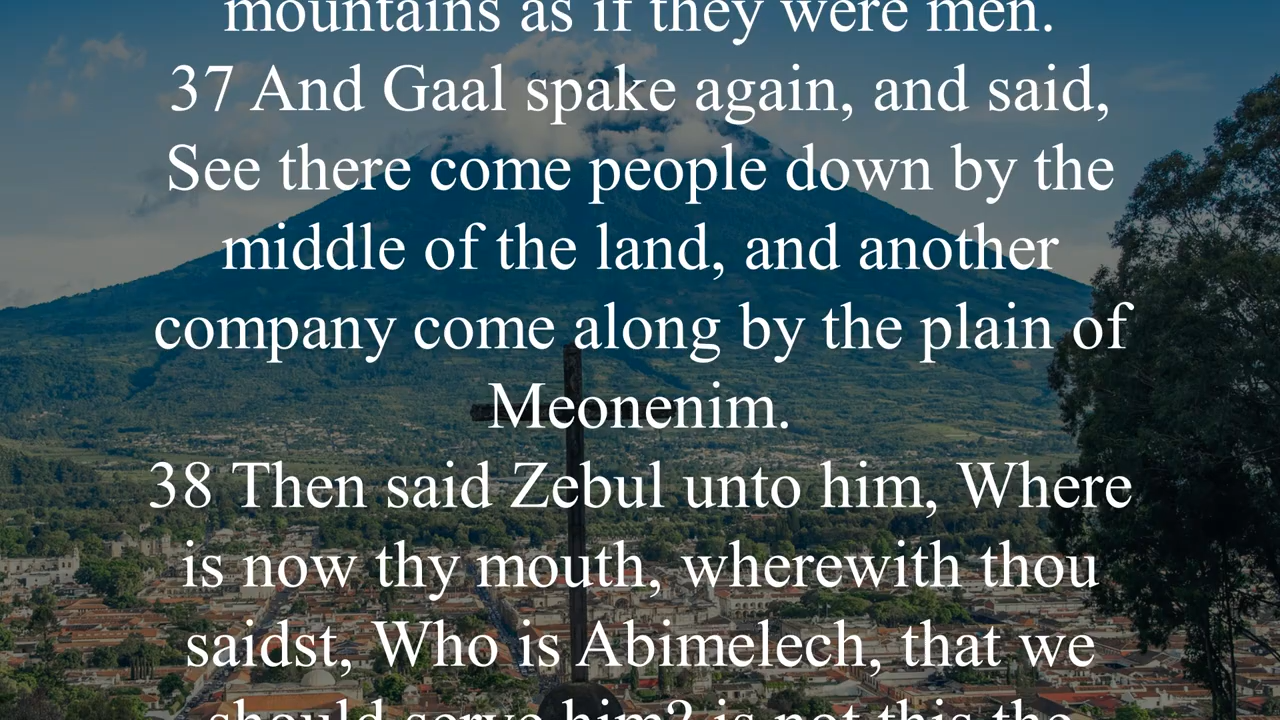 mountains as if they were men.
37 And Gaal spake again, and said,
See there come people down by the
middle of the land, and another
company come along by the plain of
Meonenim.
38 Then said Zebul unto him, Where
is now thy mouth, wherewith thou
saidst, Who is Abimelech, that we
should serve him? is not this the